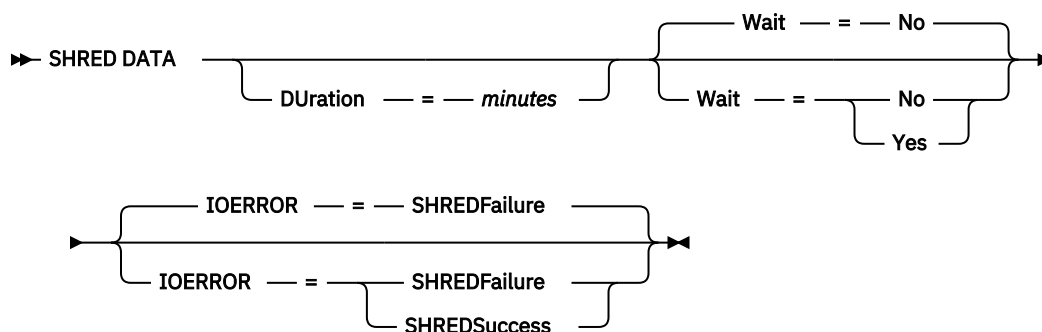 Wait = No
SHRED DATA
DUration = minutes
Wait = No
Yes
IOERROR = SHREDFailure
IOERROR = SHREDFailure
SHREDSuccess